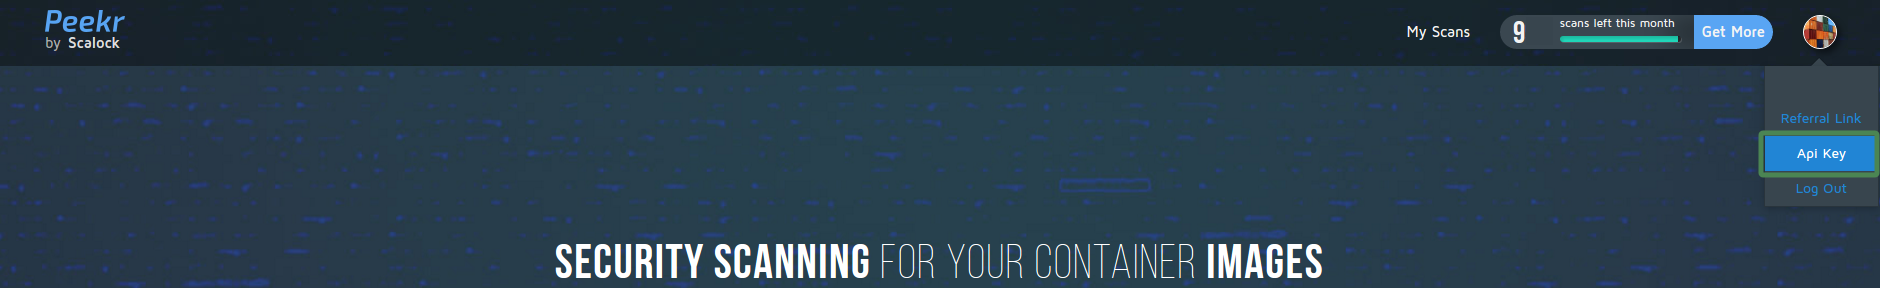 Peekr
by Scalock
My Scans
9
scans left this month
Get More
Referral Link
Api Key
Log Out
SECURITY SCANNING FOR YOUR CONTAINER IMAGES